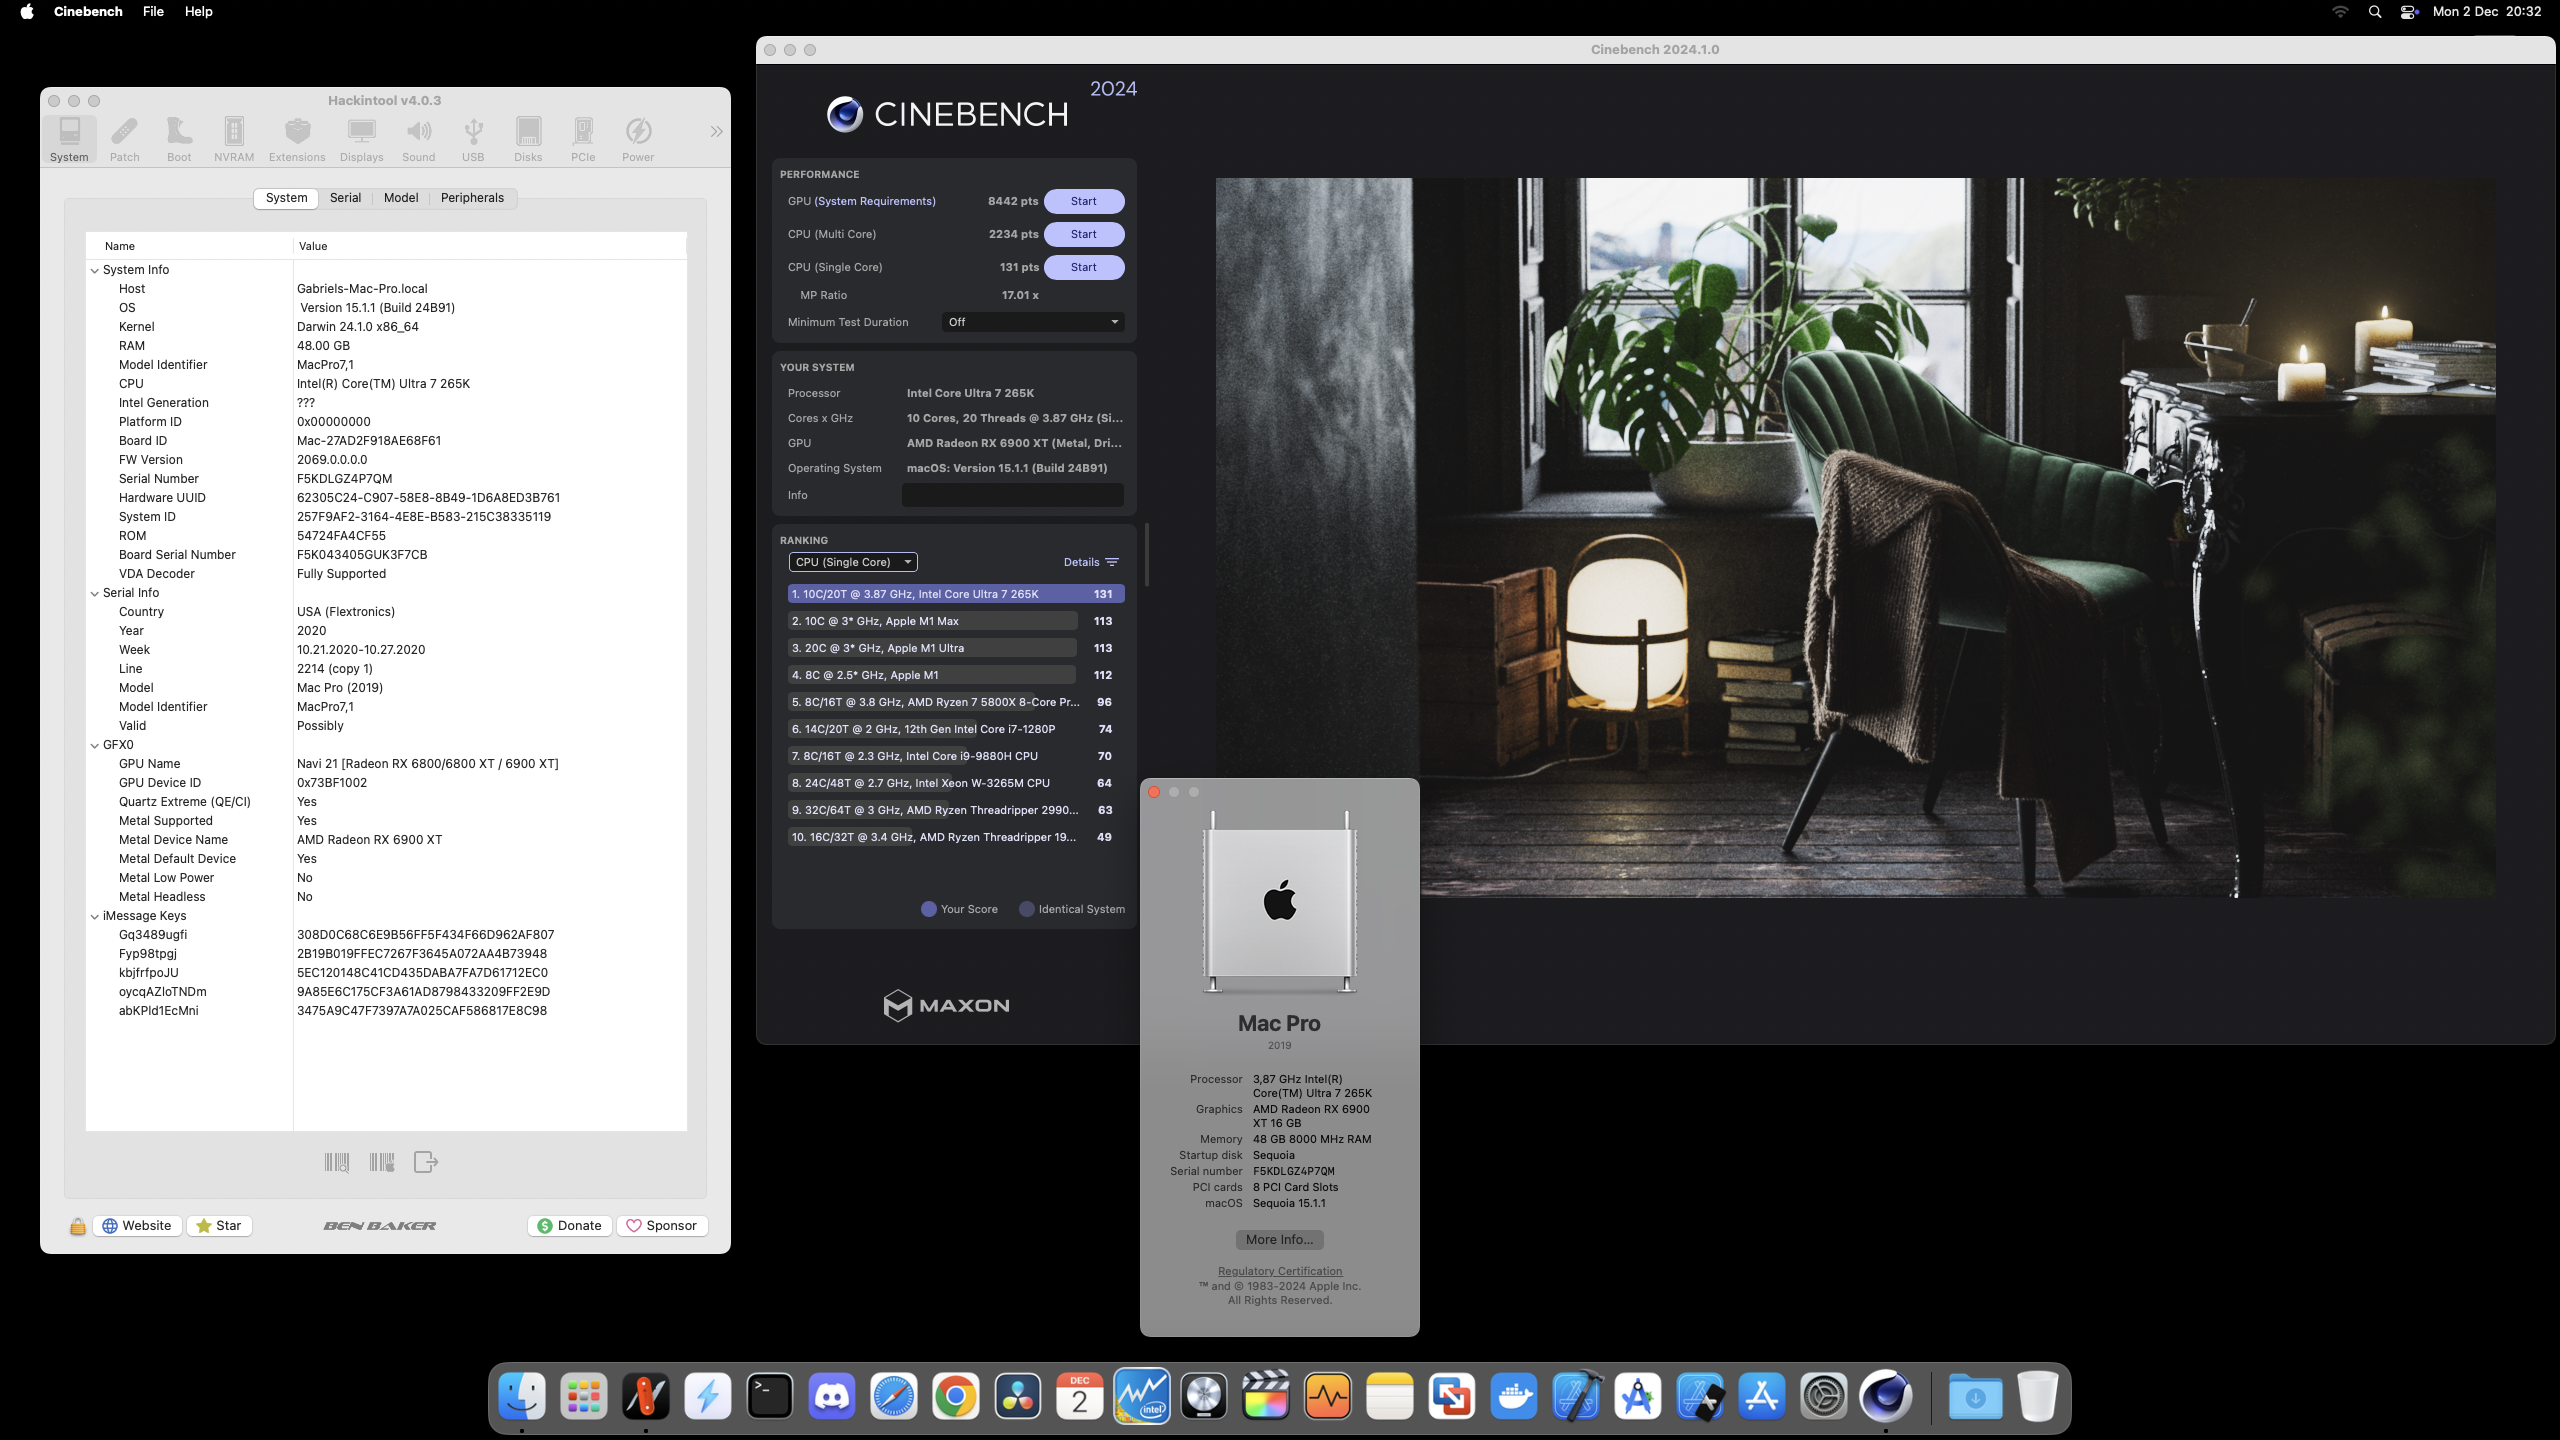 Cinebench File Help
Mon 2 Dec 20:32
Hackintool v4.0.3
System Patch Boot NVRAM Extensions Displays Sound USB Disks PCIe Power
System Serial Model Peripherals
Name Value
System Info
Host Gabriels-Mac-Pro.local
OS Version 15.1.1 (Build 24B91)
Kernel Darwin 24.1.0 x86_64
RAM 48.00 GB
Model Identifier MacPro7,1
CPU Intel(R) Core(TM) Ultra 7 265K
Intel Generation ???
Platform ID 0x00000000
Board ID Mac-27AD2F918AE68F61
FW Version 2069.0.0.0.0
Serial Number F5KDLGZ4P7QM
Hardware UUID 62305C24-C907-58E8-8B49-1D6A8ED3B761
System ID 257F9AF2-3164-4E8E-B583-215C38335119
ROM 54724FA4CF55
Board Serial Number F5K043405GUK3F7CB
VDA Decoder Fully Supported
Serial Info
Country USA (Flextronics)
Year 2020
Week 10.21.2020-10.27.2020
Line 2214 (copy 1)
Model Mac Pro (2019)
Model Identifier MacPro7,1
Valid Possibly
GFX0
GPU Name Navi 21 [Radeon RX 6800/6800 XT / 6900 XT]
GPU Device ID 0x73BF1002
Quartz Extreme (QE/CI) Yes
Metal Supported Yes
Metal Device Name AMD Radeon RX 6900 XT
Metal Default Device Yes
Metal Low Power No
Metal Headless No
iMessage Keys
Gq3489ugfi 308D0C68C6E9B56FF5F434F66D962AF807
Fyp98tpgj 2B19B019FFEC7267F3645A072AA4B73948
kbjfrfpoJU 5EC120148C41CD435DABA7FA7D61712EC0
oycqAZloTNDm 9A85E6C175CF3A61AD8798433209FF2E9D
abKPld1EcMni 3475A9C47F7397A7A025CAF586817E8C98
Website Star BEN BAKER Donate Sponsor
Cinebench 2024.1.0
CINEBENCH 2024
PERFORMANCE
GPU (System Requirements) 8442 pts Start
CPU (Multi Core) 2234 pts Start
CPU (Single Core) 131 pts Start
MP Ratio 17.01 x
Minimum Test Duration Off
YOUR SYSTEM
Processor Intel Core Ultra 7 265K
Cores x GHz 10 Cores, 20 Threads @ 3.87 GHz (Si...
GPU AMD Radeon RX 6900 XT (Metal, Dri...
Operating System macOS: Version 15.1.1 (Build 24B91)
Info
RANKING
CPU (Single Core) Details
1. 10C/20T @ 3.87 GHz, Intel Core Ultra 7 265K 131
2. 10C @ 3* GHz, Apple M1 Max 113
3. 20C @ 3* GHz, Apple M1 Ultra 113
4. 8C @ 2.5* GHz, Apple M1 112
5. 8C/16T @ 3.8 GHz, AMD Ryzen 7 5800X 8-Core Pr... 96
6. 14C/20T @ 2 GHz, 12th Gen Intel Core i7-1280P 74
7. 8C/16T @ 2.3 GHz, Intel Core i9-9880H CPU 70
8. 24C/48T @ 2.7 GHz, Intel Xeon W-3265M CPU 64
9. 32C/64T @ 3 GHz, AMD Ryzen Threadripper 2990... 63
10. 16C/32T @ 3.4 GHz, AMD Ryzen Threadripper 19... 49
Your Score Identical System
MAXON
Mac Pro
2019
Processor 3,87 GHz Intel(R)
Core(TM) Ultra 7 265K
Graphics AMD Radeon RX 6900
XT 16 GB
Memory 48 GB 8000 MHz RAM
Startup disk Sequoia
Serial number F5KDLGZ4P7QM
PCI cards 8 PCI Card Slots
macOS Sequoia 15.1.1
More Info...
Regulatory Certification
™ and © 1983-2024 Apple Inc.
All Rights Reserved.
DEC
2
intel